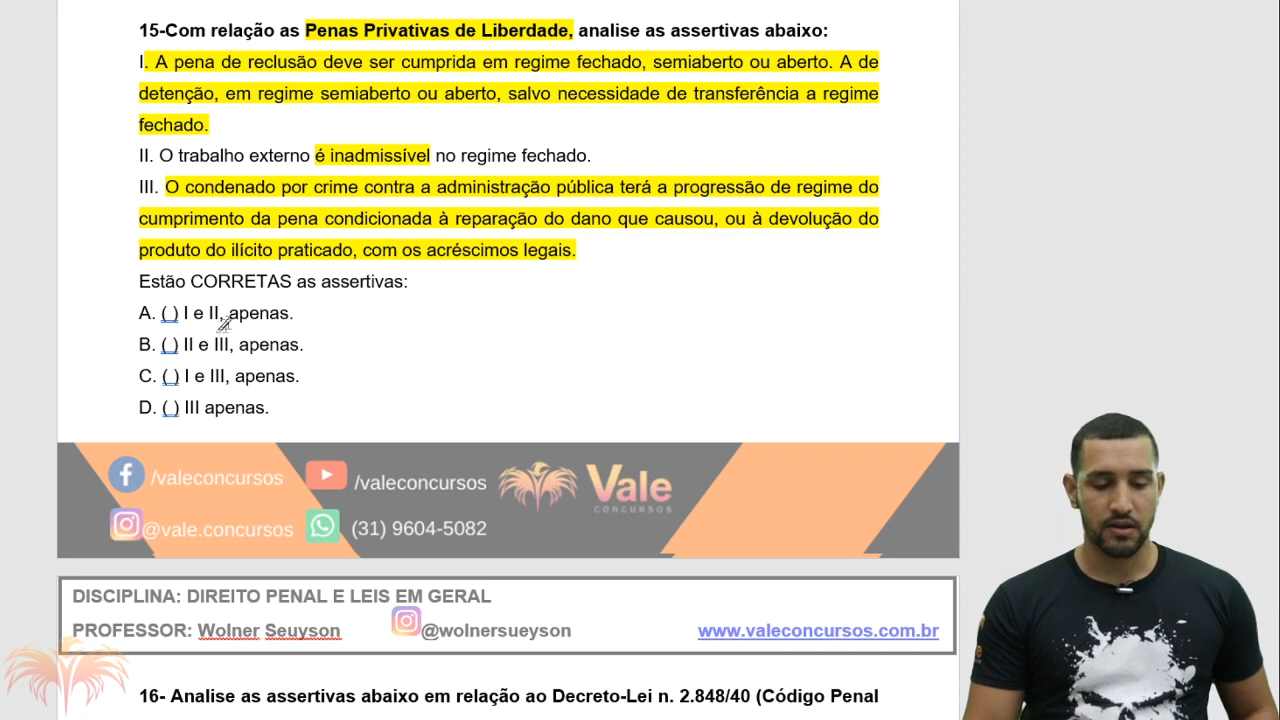 15-Com relação as Penas Privativas de Liberdade, analise as assertivas abaixo:
I. A pena de reclusão deve ser cumprida em regime fechado, semiaberto ou aberto. A de
detenção, em regime semiaberto ou aberto, salvo necessidade de transferência a regime
fechado.
II. O trabalho externo é inadmissível no regime fechado.
III. O condenado por crime contra a administração pública terá a progressão de regime do
cumprimento da pena condicionada à reparação do dano que causou, ou à devolução do
produto do ilícito praticado, com os acréscimos legais.
Estão CORRETAS as assertivas:
A. ( ) I e II, apenas.
B. ( ) II e III, apenas.
C. ( ) I e III, apenas.
D. ( ) III apenas.
/valeconcursos
/valeconcursos
Vale
CONCURSOS
@vale.concursos
(31) 9604-5082
DISCIPLINA: DIREITO PENAL E LEIS EM GERAL
PROFESSOR: Wolner Seuyson
@wolnersueyson
www.valeconcursos.com.br
16- Analise as assertivas abaixo em relação ao Decreto-Lei n. 2.848/40 (Código Penal